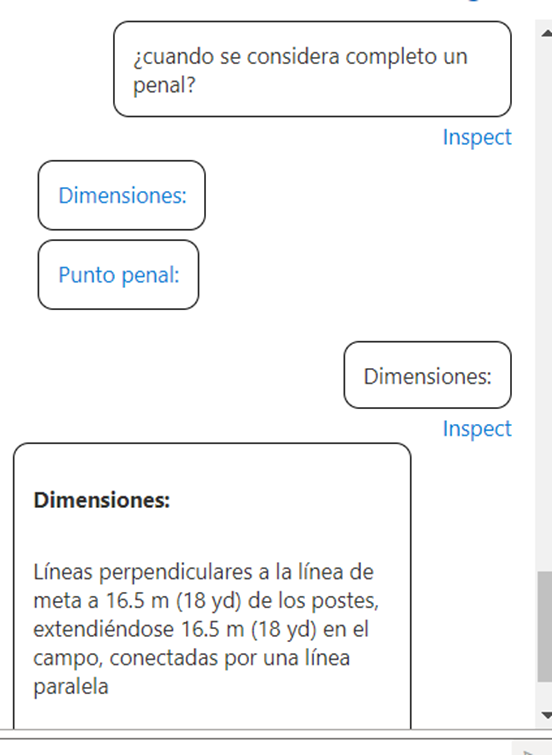 ¿cuando se considera completo un
penal?
Inspect
Dimensiones:
Punto penal:
Dimensiones:
Inspect
Dimensiones:
Líneas perpendiculares a la línea de
meta a 16.5 m (18 yd) de los postes,
extendiéndose 16.5 m (18 yd) en el
campo, conectadas por una línea
paralela